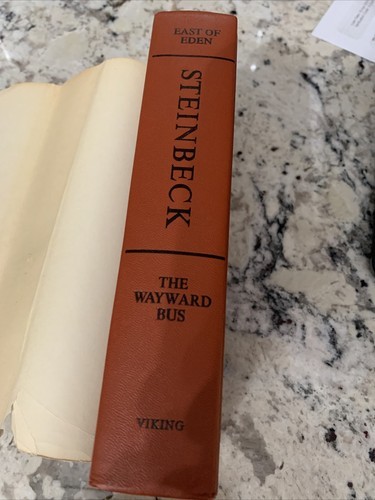 EAST OF
EDEN
STEINBECK
THE
WAYWARD
BUS
VIKING